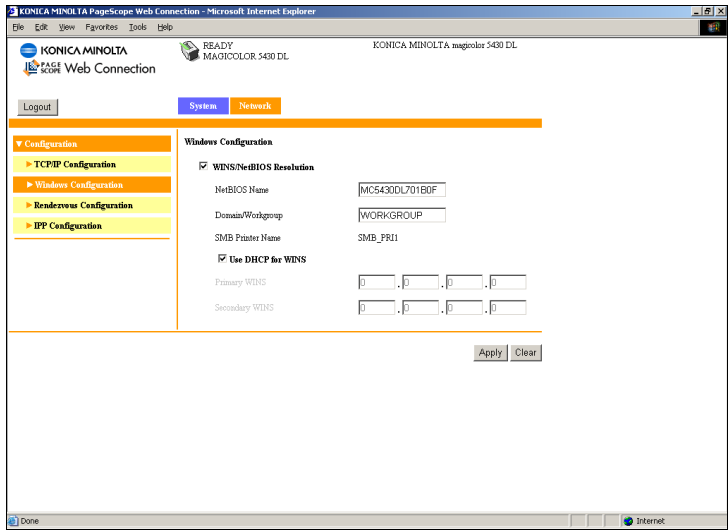 KONICA MINOLTA PageScope Web Connection - Microsoft Internet Explorer
File Edit View Favorites Tools Help
KONICA MINOLTA
PAGE SCOPE Web Connection
READY
MAGICOLOR 5430 DL
KONICA MINOLTA magicolor 5430 DL
Logout
System Network
Configuration
TCP/IP Configuration
Windows Configuration
Rendezvous Configuration
IPP Configuration
Windows Configuration
WINS/NetBIOS Resolution
NetBIOS Name MC5430DL701B0F
Domain/Workgroup WORKGROUP
SMB Printer Name SMB_PRI1
Use DHCP for WINS
Primary WINS 0 . 0 . 0 . 0
Secondary WINS 0 . 0 . 0 . 0
Apply Clear
Done Internet